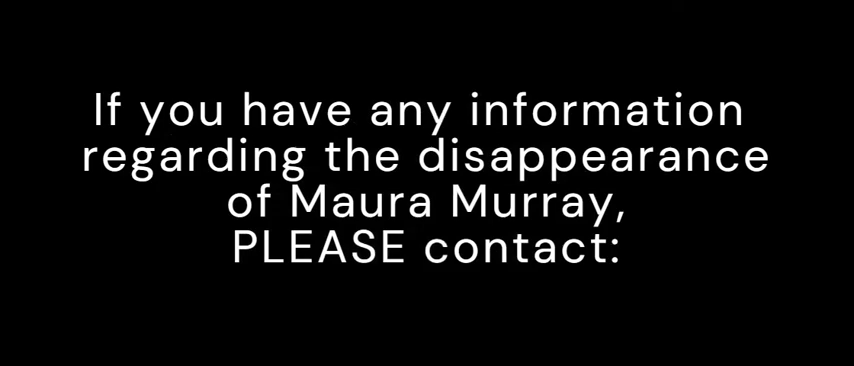 If you have any information
regarding the disappearance
of Maura Murray,
PLEASE contact: